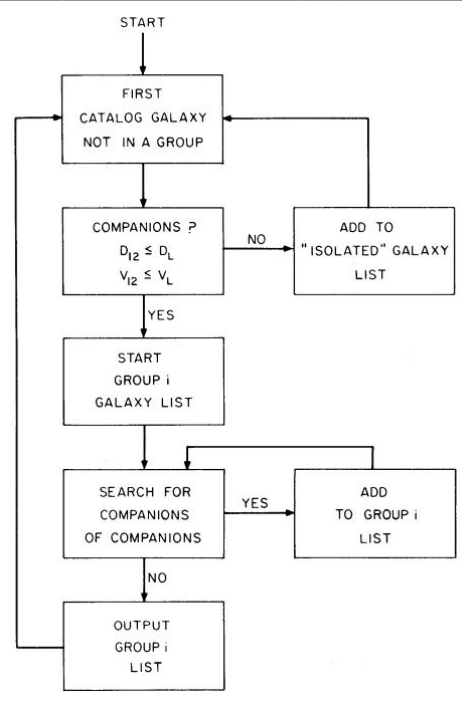 START
FIRST
CATALOG GALAXY
NOT IN A GROUP
COMPANIONS ?
D12 ≤ DL
V12 ≤ VL
NO
ADD TO
"ISOLATED" GALAXY
LIST
YES
START
GROUP i
GALAXY LIST
SEARCH FOR
COMPANIONS
OF COMPANIONS
YES
ADD
TO GROUP i
LIST
NO
OUTPUT
GROUP i
LIST